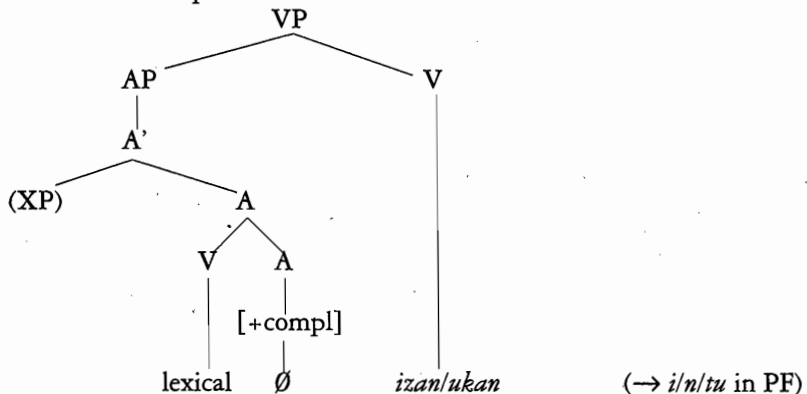 VP
AP V
A'
(XP) A
V A
[+compl]
lexical Ø izan/ukan (→ i/n/tu in PF)